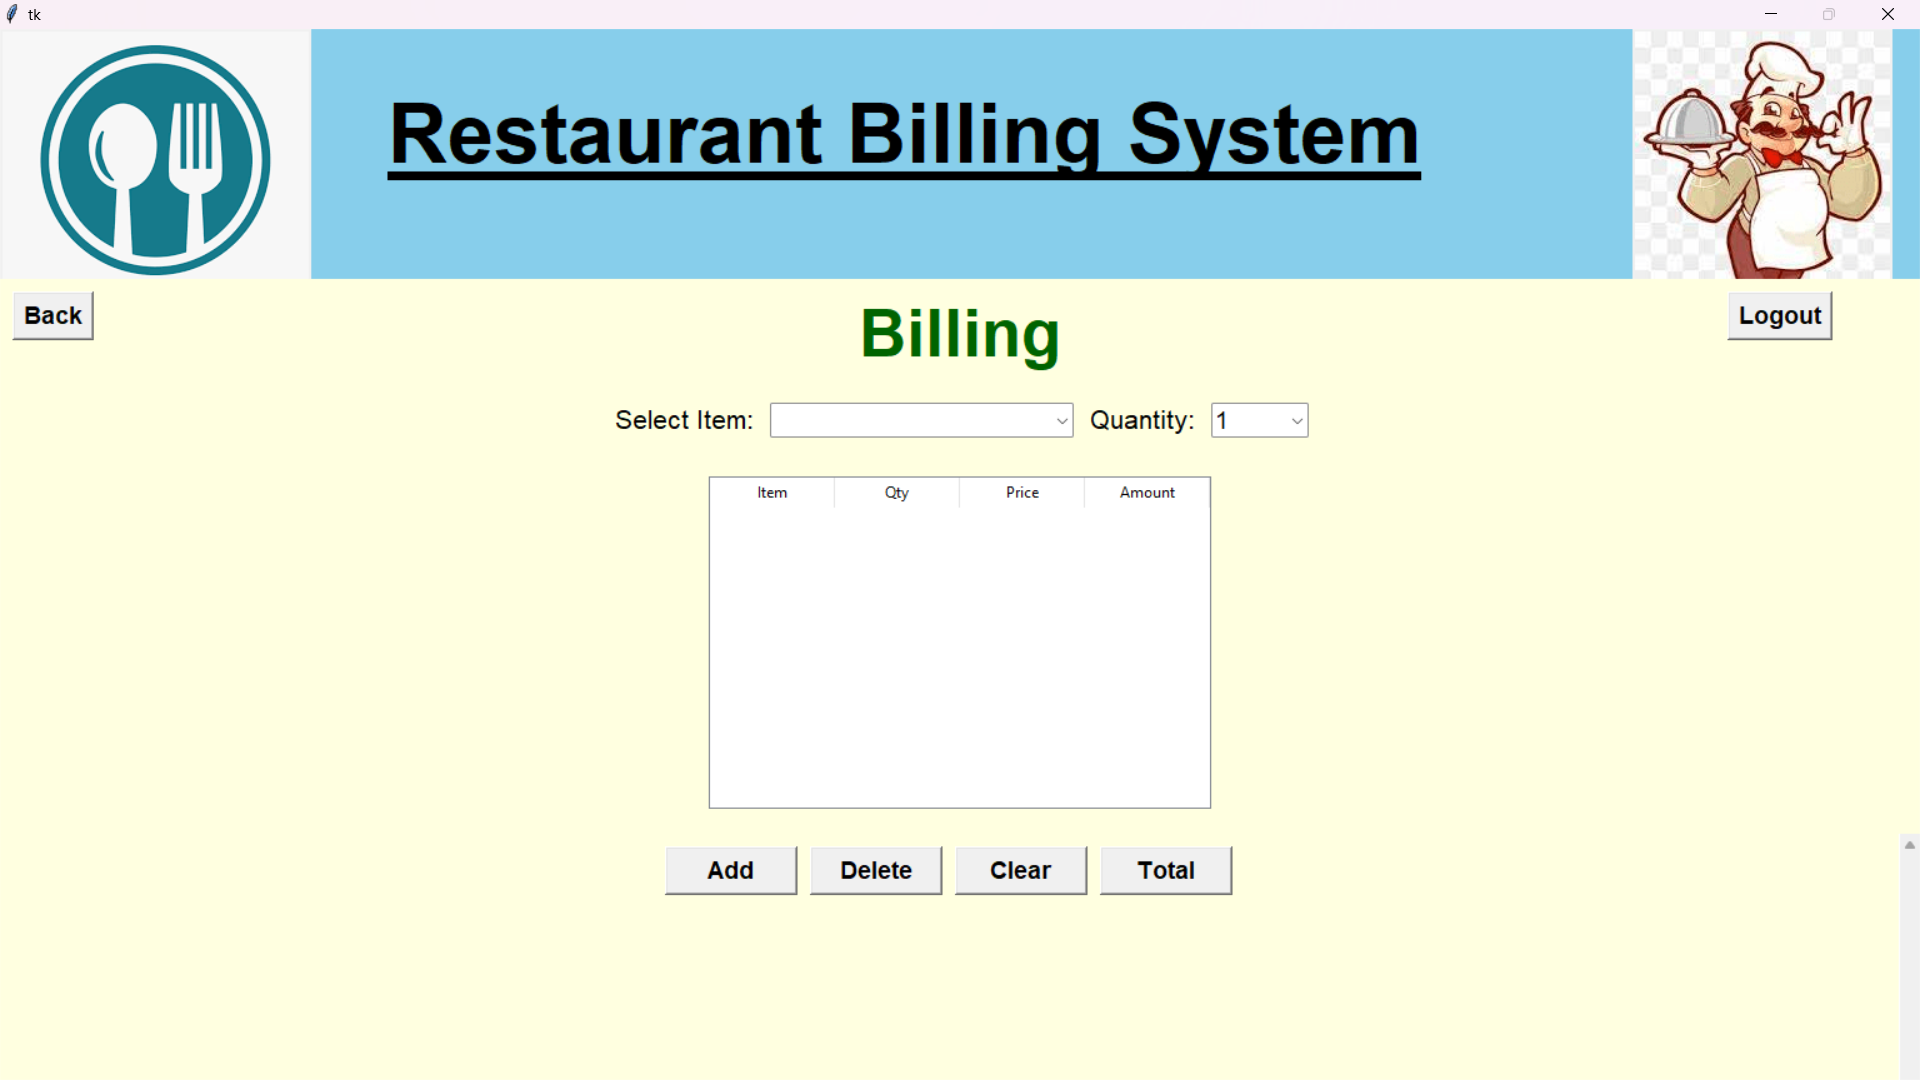 tk
Restaurant Billing System
Back
Billing
Logout
Select Item:
Quantity: 1
Item Qty Price Amount
Add Delete Clear Total